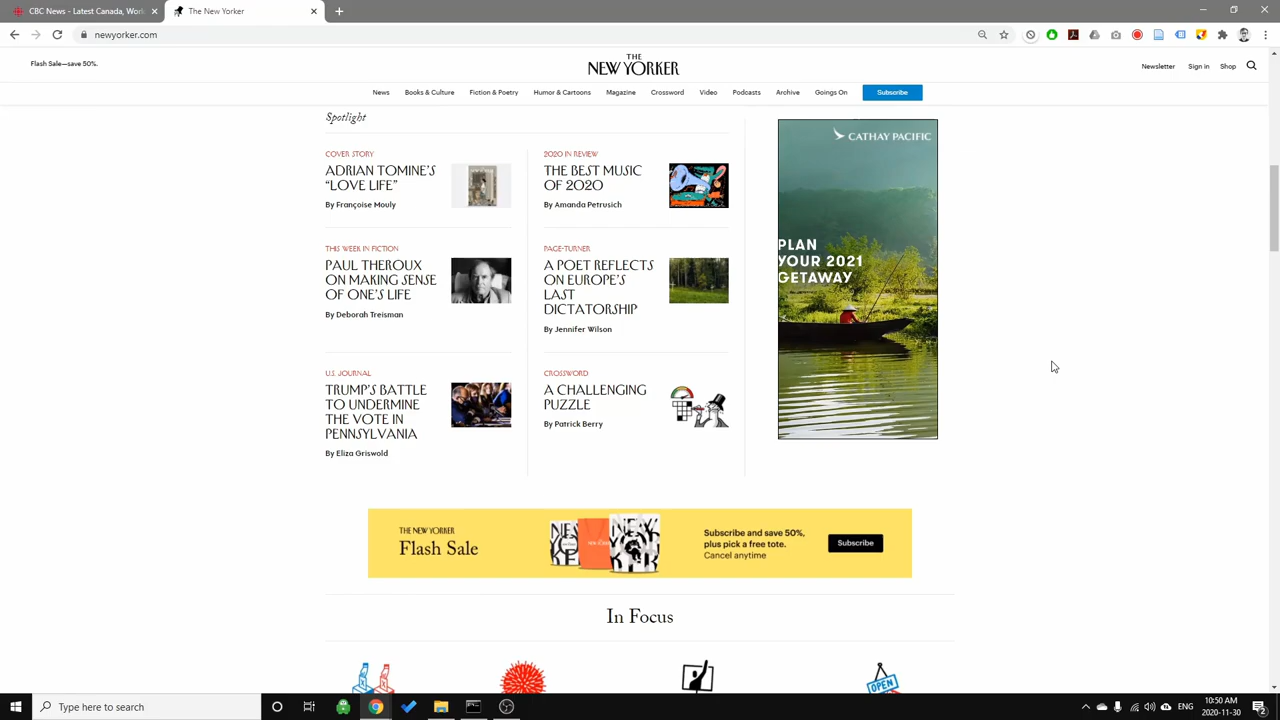 CBC News - Latest Canada, Work
The New Yorker
newyorker.com
Flash Sale—save 50%.
THE
NEW YORKER
Newsletter
Sign in
Shop
News
Books & Culture
Fiction & Poetry
Humor & Cartoons
Magazine
Crossword
Video
Podcasts
Archive
Goings On
Subscribe
Spotlight
COVER STORY
ADRIAN TOMINE'S
“LOVE LIFE”
By Françoise Mouly
2020 IN REVIEW
THE BEST MUSIC
OF 2020
By Amanda Petrusich
THIS WEEK IN FICTION
PAUL THEROUX
ON MAKING SENSE
OF ONE'S LIFE
By Deborah Treisman
PAGE-TURNER
A POET REFLECTS
ON EUROPE'S
LAST
DICTATORSHIP
By Jennifer Wilson
U.S. JOURNAL
TRUMP'S BATTLE
TO UNDERMINE
THE VOTE IN
PENNSYLVANIA
By Eliza Griswold
CROSSWORD
A CHALLENGING
PUZZLE
By Patrick Berry
CATHAY PACIFIC
PLAN
YOUR 2021
GETAWAY
THE NEW YORKER
Flash Sale
Subscribe and save 50%,
plus pick a free tote.
Cancel anytime
Subscribe
In Focus
OPEN
Type here to search
ENG
10:50 AM
2020-11-30
2